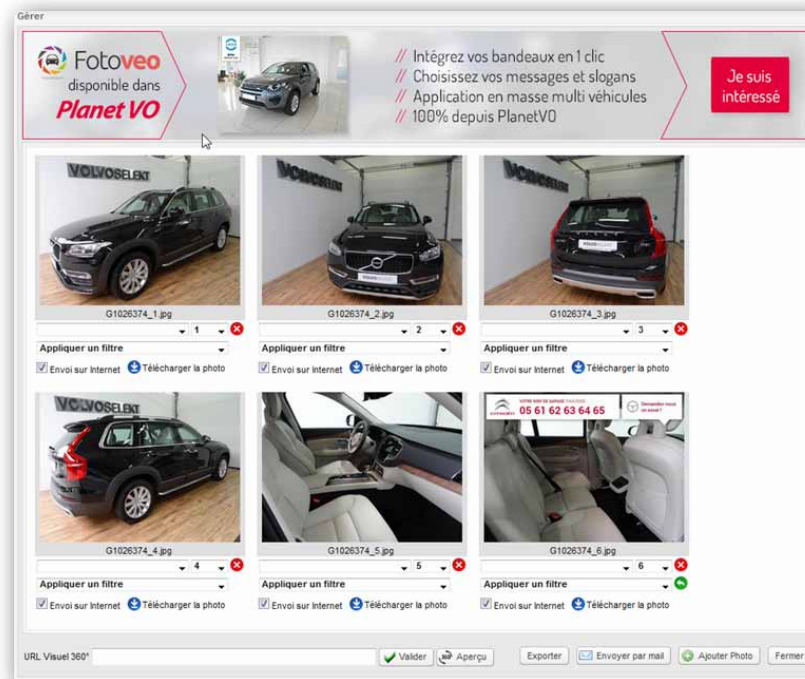 Gérer
Fotoveo
disponible dans
Planet VO
// Intégrez vos bandeaux en 1 clic
// Choisissez vos messages et slogans
// Application en masse multi véhicules
// 100% depuis PlanetVO
Je suis
intéressé
VOLVOSELEKT
VOLVOSELEKT
VOLVOSELEKT
G1026374_1.jpg
G1026374_2.jpg
G1026374_3.jpg
1
2
3
Appliquer un filtre
Appliquer un filtre
Appliquer un filtre
Envoi sur Internet Télécharger la photo
Envoi sur Internet Télécharger la photo
Envoi sur Internet Télécharger la photo
VOLVOSELEKT
05 61 62 63 64 65
Demandez-nous
un essai !
G1026374_4.jpg
G1026374_5.jpg
G1026374_6.jpg
4
5
6
Appliquer un filtre
Appliquer un filtre
Appliquer un filtre
Envoi sur Internet Télécharger la photo
Envoi sur Internet Télécharger la photo
Envoi sur Internet Télécharger la photo
URL Visuel 360° Valider Aperçu Exporter Envoyer par mail Ajouter Photo Fermer